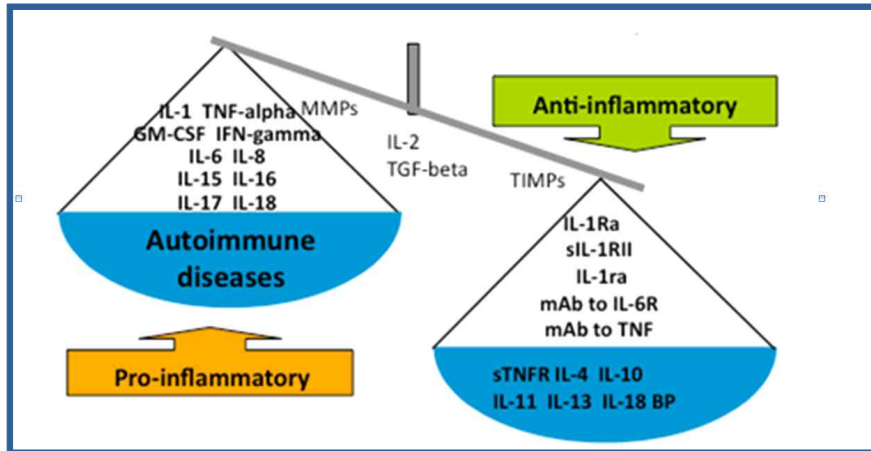 IL-1 TNF-alpha
GM-CSF IFN-gamma
IL-6 IL-8
IL-15 IL-16
IL-17 IL-18
Autoimmune
diseases
Pro-inflammatory
MMPs
IL-2
TGF-beta
TIMPs
Anti-inflammatory
IL-1Ra
sIL-1RII
IL-1ra
mAb to IL-6R
mAb to TNF
sTNFR IL-4 IL-10
IL-11 IL-13 IL-18 BP